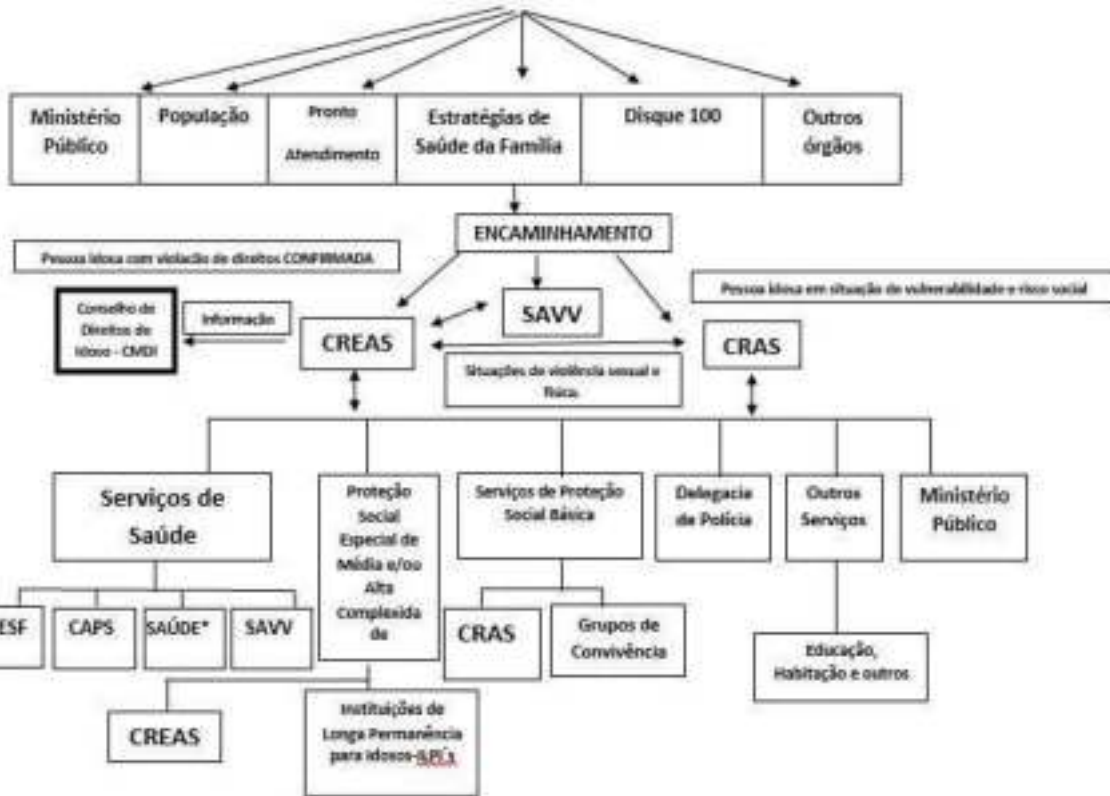 Ministério
Público
População
Pronto
Atendimento
Estratégias de
Saúde da Família
Disque 100
Outros
órgãos
ENCAMINHAMENTO
Pessoa idosa com violação de direitos CONFIRMADA
Pessoa idosa em situação de vulnerabilidade e risco social
Conselho de
Direitos do
Idoso - CMDI
Informação
CREAS
SAVV
CRAS
Situações de violência sexual e
física.
Serviços de
Saúde
Proteção
Social
Especial de
Média e/ou
Alta
Complexida
de
Serviços de Proteção
Social Básica
Delegacia
de Polícia
Outros
Serviços
Ministério
Público
ESF
CAPS
SAÚDE*
SAVV
CRAS
Grupos de
Convivência
Educação,
Habitação e outros
CREAS
Instituições de
Longa Permanência
para idosos-ILPI´s